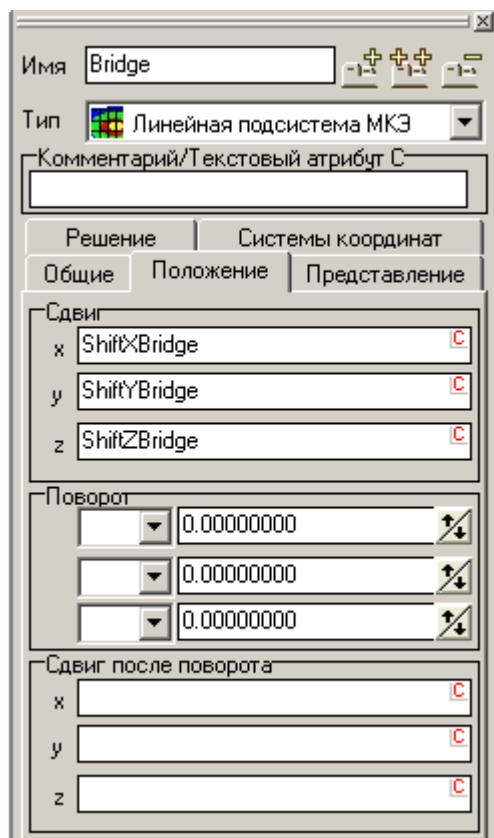 Имя Bridge
Тип Линейная подсистема МКЭ
Комментарий/Текстовый атрибут C
Решение Системы координат
Общие Положение Представление
Сдвиг
x ShiftXBridge C
y ShiftYBridge C
z ShiftZBridge C
Поворот
0.00000000
0.00000000
0.00000000
Сдвиг после поворота
x C
y C
z C